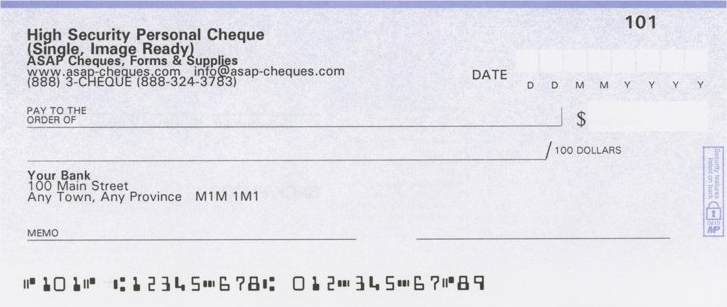 101
High Security Personal Cheque
(Single, Image Ready)
ASAP Cheques, Forms & Supplies
www.asap-cheques.com info@asap-cheques.com
(888) 3-CHEQUE (888-324-3783)
DATE
D D M M Y Y Y Y
PAY TO THE
ORDER OF
$
/100 DOLLARS
Your Bank
100 Main Street
Any Town, Any Province M1M 1M1
Security features
listed on back
MP
MEMO
⑈101⑈ ⑆12345⑉678⑆ 012⑉345⑉67⑈89